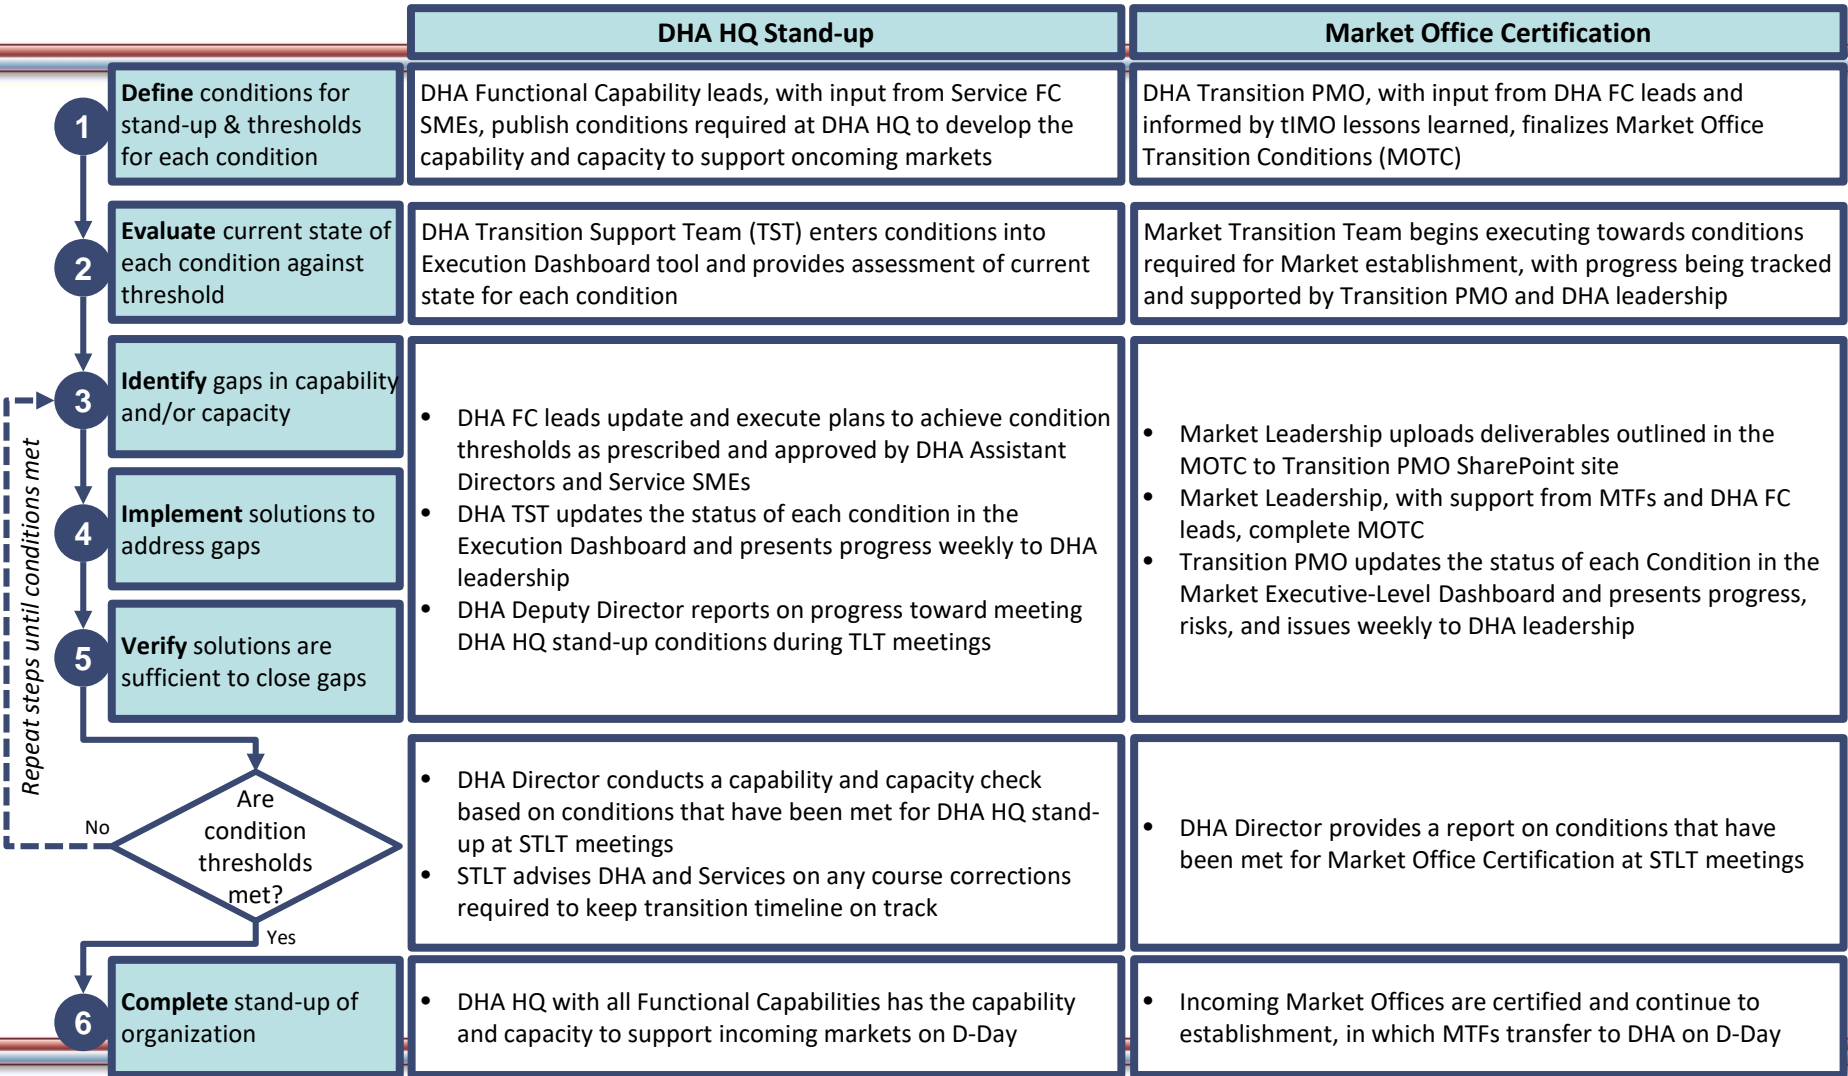 DHA HQ Stand-up
Market Office Certification
1
Define conditions for
stand-up & thresholds
for each condition
DHA Functional Capability leads, with input from Service FC
SMEs, publish conditions required at DHA HQ to develop the
capability and capacity to support oncoming markets
DHA Transition PMO, with input from DHA FC leads and
informed by tIMO lessons learned, finalizes Market Office
Transition Conditions (MOTC)
2
Evaluate current state of
each condition against
threshold
DHA Transition Support Team (TST) enters conditions into
Execution Dashboard tool and provides assessment of current
state for each condition
Market Transition Team begins executing towards conditions
required for Market establishment, with progress being tracked
and supported by Transition PMO and DHA leadership
3
Identify gaps in capability
and/or capacity
4
Implement solutions to
address gaps
5
Verify solutions are
sufficient to close gaps
Repeat steps until conditions met
• DHA FC leads update and execute plans to achieve condition
thresholds as prescribed and approved by DHA Assistant
Directors and Service SMEs
• DHA TST updates the status of each condition in the
Execution Dashboard and presents progress weekly to DHA
leadership
• DHA Deputy Director reports on progress toward meeting
DHA HQ stand-up conditions during TLT meetings
• Market Leadership uploads deliverables outlined in the
MOTC to Transition PMO SharePoint site
• Market Leadership, with support from MTFs and DHA FC
leads, complete MOTC
• Transition PMO updates the status of each Condition in the
Market Executive-Level Dashboard and presents progress,
risks, and issues weekly to DHA leadership
Are
condition
thresholds
met?
No
Yes
• DHA Director conducts a capability and capacity check
based on conditions that have been met for DHA HQ stand-
up at STLT meetings
• STLT advises DHA and Services on any course corrections
required to keep transition timeline on track
• DHA Director provides a report on conditions that have
been met for Market Office Certification at STLT meetings
6
Complete stand-up of
organization
• DHA HQ with all Functional Capabilities has the capability
and capacity to support incoming markets on D-Day
• Incoming Market Offices are certified and continue to
establishment, in which MTFs transfer to DHA on D-Day